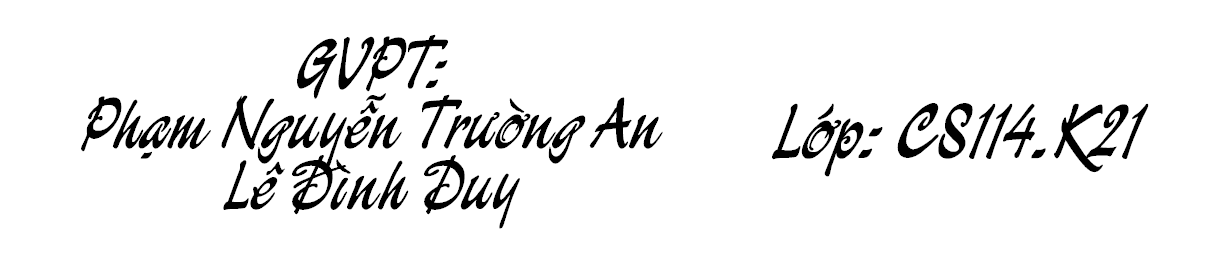 GVPT:
Phạm Nguyễn Trường An
Lê Đình Duy
Lớp: CS114.K21